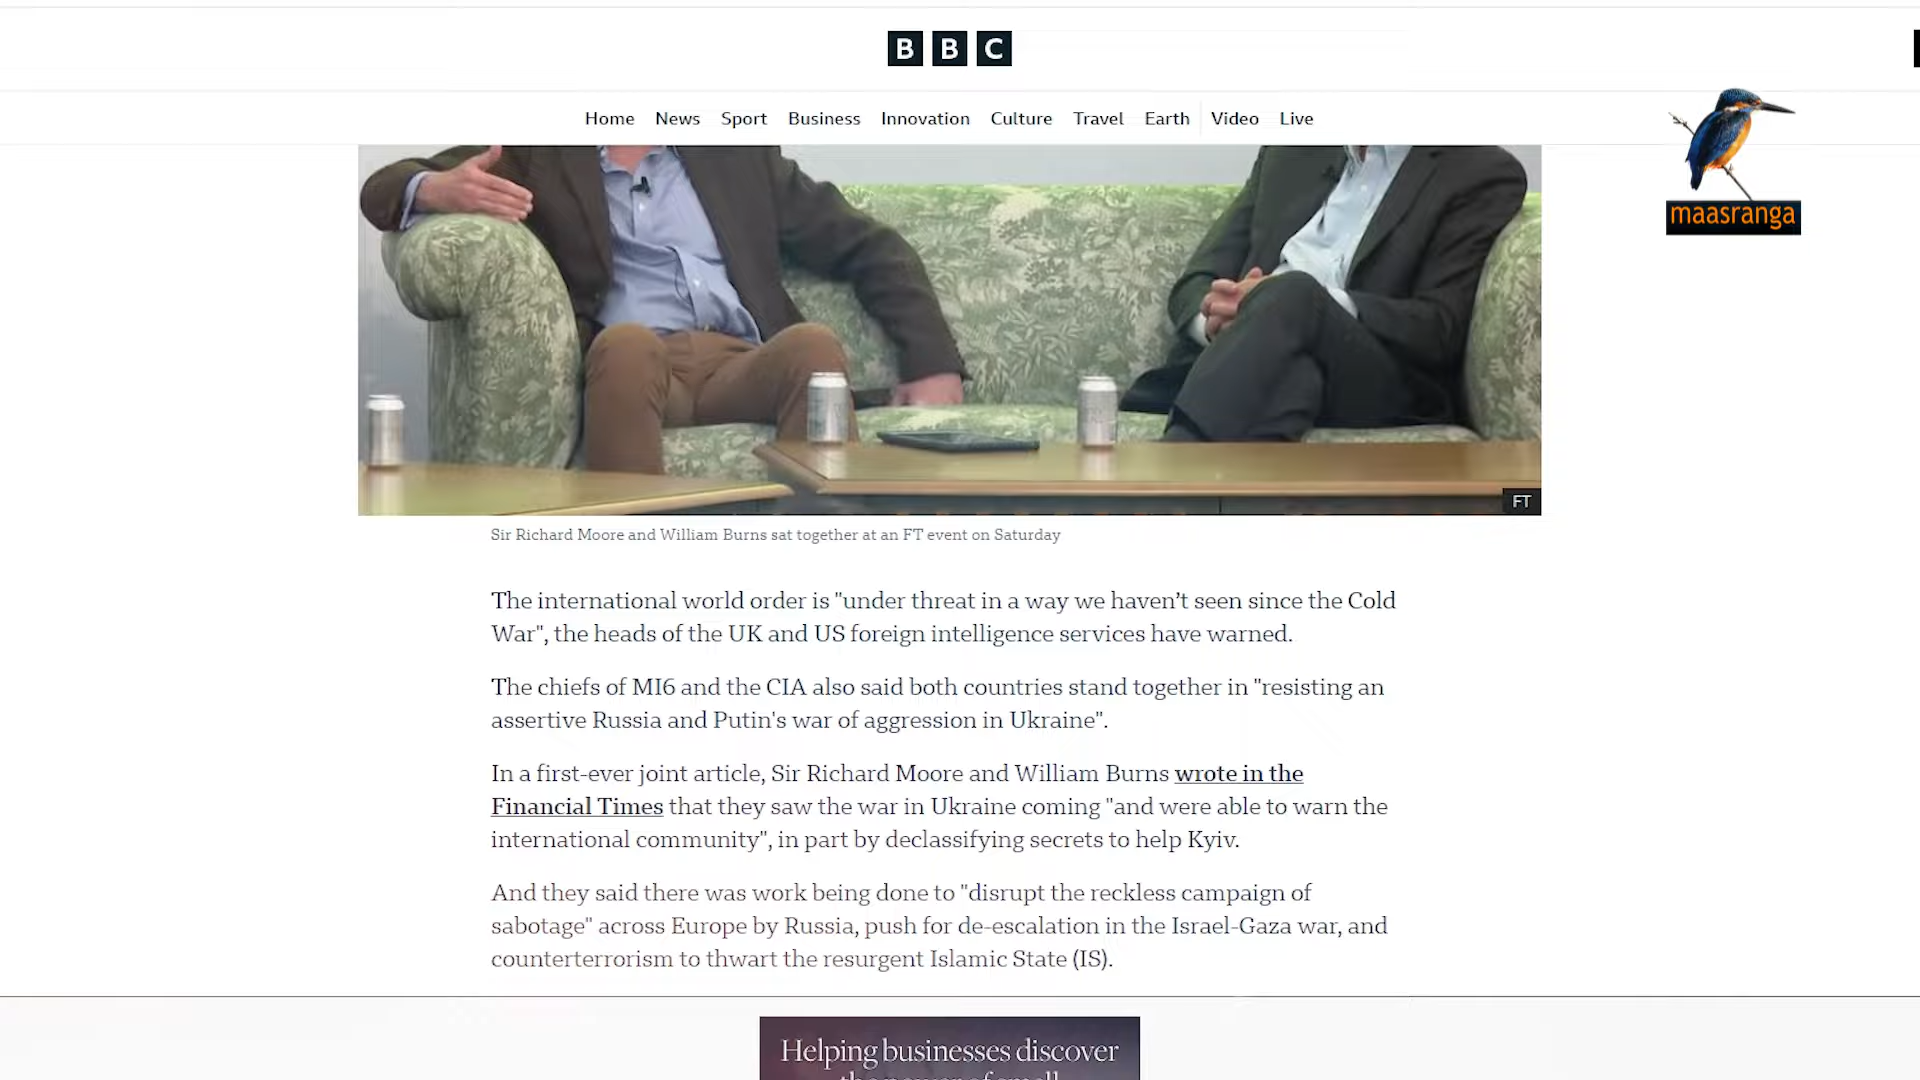 BBC
Home News Sport Business Innovation Culture Travel Earth Video Live
maasranga
FT
Sir Richard Moore and William Burns sat together at an FT event on Saturday
The international world order is "under threat in a way we haven’t seen since the Cold
War", the heads of the UK and US foreign intelligence services have warned.
The chiefs of MI6 and the CIA also said both countries stand together in "resisting an
assertive Russia and Putin's war of aggression in Ukraine".
In a first-ever joint article, Sir Richard Moore and William Burns wrote in the
Financial Times that they saw the war in Ukraine coming "and were able to warn the
international community", in part by declassifying secrets to help Kyiv.
And they said there was work being done to "disrupt the reckless campaign of
sabotage" across Europe by Russia, push for de-escalation in the Israel-Gaza war, and
counterterrorism to thwart the resurgent Islamic State (IS).
Helping businesses discover